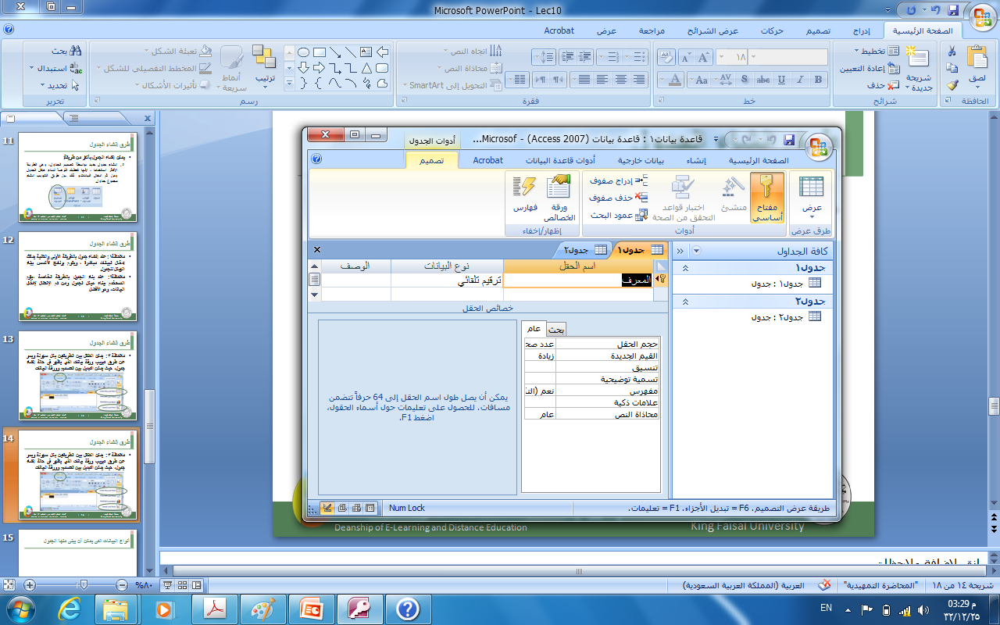 Microsoft PowerPoint - Lec10
الصفحة الرئيسية إدراج تصميم حركات عرض الشرائح مراجعة عرض Acrobat
لصق
الحافظة
شريحة جديدة
تخطيط
إعادة التعيين
حذف
شرائح
١٨
خط
فقرة
اتجاه النص
محاذاة النص
التحويل إلى SmartArt
ترتيب
أنماط سريعة
تعبئة الشكل
المخطط التفصيلي للشكل
تأثيرات الأشكال
رسم
بحث
استبدال
تحديد
تحرير
11
طرق إنشاء الجدول
12
13
طرق إنشاء الجدول
14
طرق إنشاء الجدول
15
أنواع البيانات التي يمكن أن يبنى منها الجدول
قاعدة بيانات١ : قاعدة بيانات (Access 2007) - Microsof...
أدوات الجدول
الصفحة الرئيسية إنشاء بيانات خارجية أدوات قاعدة البيانات Acrobat تصميم
عرض
طرق عرض
مفتاح أساسي
منشئ
اختبار قواعد التحقق من الصحة
إدراج صفوف
حذف صفوف
عمود البحث
أدوات
ورقة الخصائص
فهارس
إظهار/إخفاء
كافة الجداول
جدول١
جدول١ : جدول
جدول٢
جدول٢ : جدول
جدول١ جدول٢
اسم الحقل نوع البيانات الوصف
المعرف ترقيم تلقائي
خصائص الحقل
عام بحث
حجم الحقل عدد صح
القيم الجديدة زيادة
تنسيق
تسمية توضيحية
مفهرس نعم (الت
علامات ذكية
محاذاة النص عام
يمكن أن يصل طول اسم الحقل إلى 64 حرفاً تتضمن
مسافات. للحصول على تعليمات حول أسماء الحقول،
اضغط F1.
طريقة عرض التصميم. F6 = تبديل الأجزاء. F1 = تعليمات.
Num Lock
Deanship of E-Learning and Distance Education
King Faisal University
شريحة ١٤ من ١٨ "المحاضرة التمهيدية" العربية (المملكة العربية السعودية) ٨٠%
EN
03:29 م
٣٢/١٢/٢٥